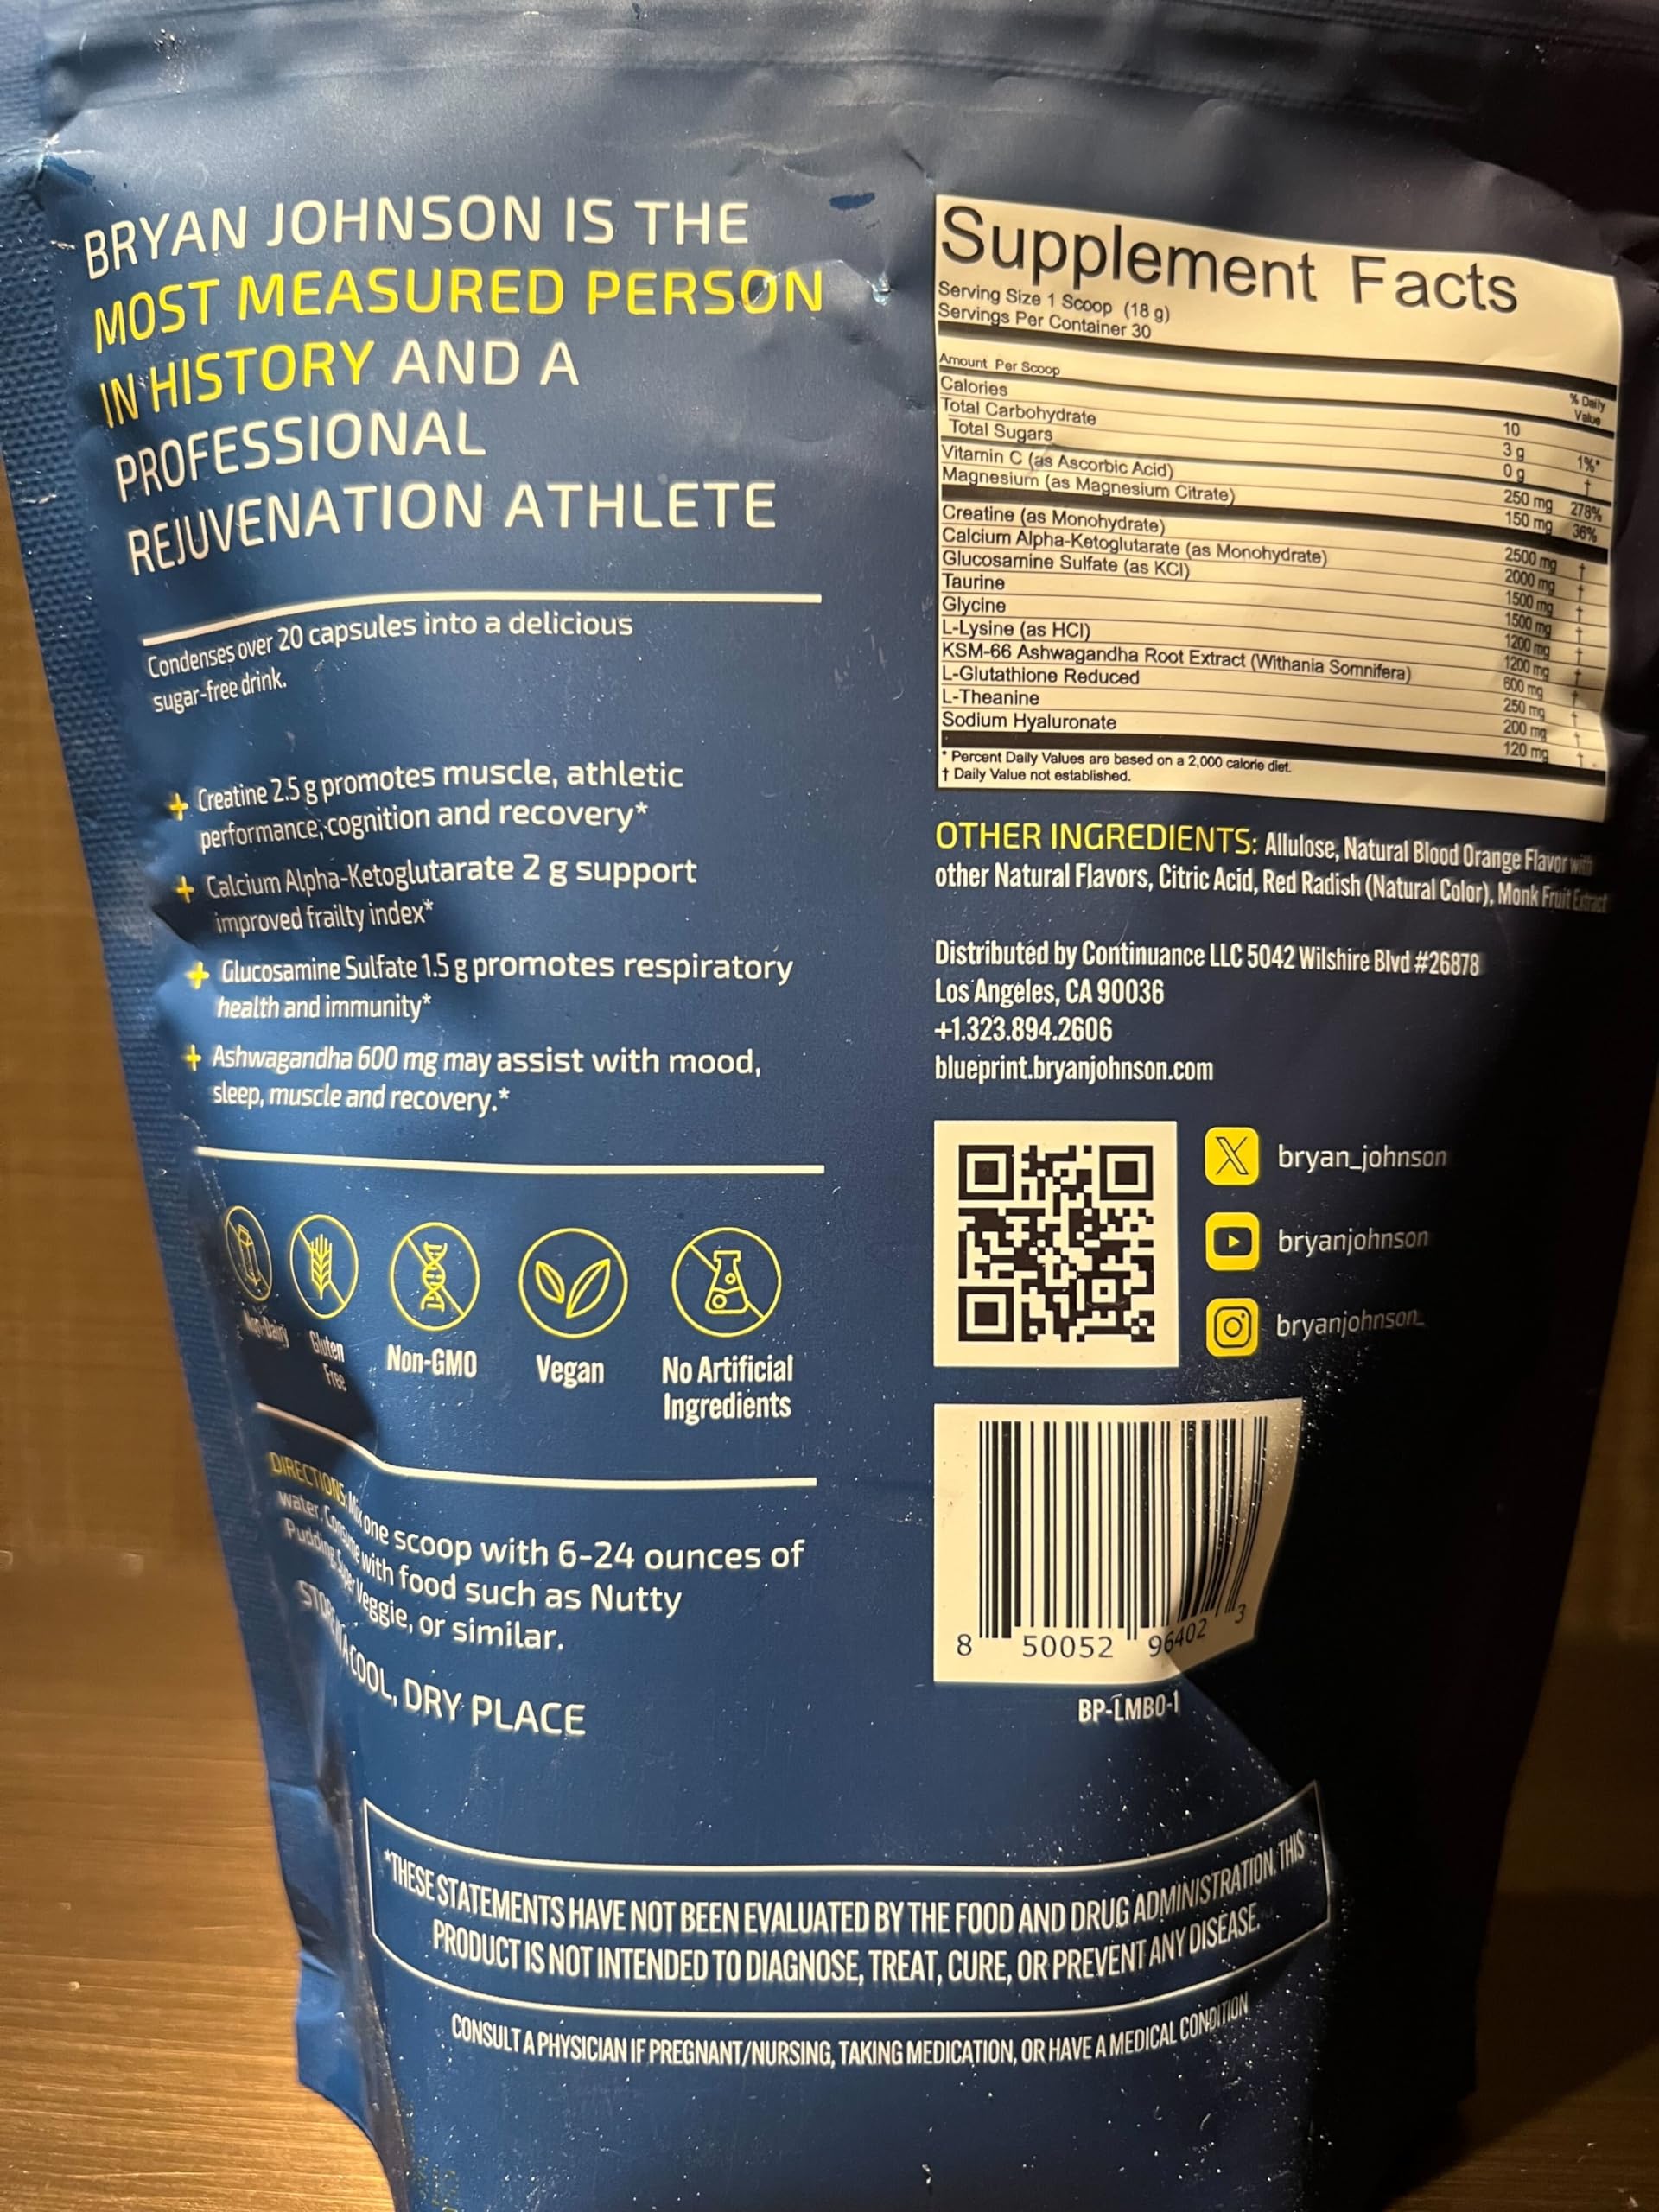 BRYAN JOHNSON IS THE
MOST MEASURED PERSON
IN HISTORY AND A
PROFESSIONAL
REJUVENATION ATHLETE
Condenses over 20 capsules into a delicious
sugar-free drink.
+ Creatine 2.5 g promotes muscle, athletic
performance, cognition and recovery*
+ Calcium Alpha-Ketoglutarate 2 g support
improved frailty index*
+ Glucosamine Sulfate 1.5 g promotes respiratory
health and immunity*
+ Ashwagandha 600 mg may assist with mood,
sleep, muscle and recovery.*
Non-Dairy
Gluten
Free
Non-GMO
Vegan
No Artificial
Ingredients
DIRECTIONS: Mix one scoop with 6-24 ounces of
water. Consume with food such as Nutty
Pudding, Super Veggie, or similar.
STORE IN A COOL, DRY PLACE
Supplement Facts
Serving Size 1 Scoop (18 g)
Servings Per Container 30
Amount Per Scoop
% Daily
Value
Calories 10
Total Carbohydrate 3 g 1%*
Total Sugars 0 g †
Vitamin C (as Ascorbic Acid) 250 mg 278%
Magnesium (as Magnesium Citrate) 150 mg 36%
Creatine (as Monohydrate) 2500 mg †
Calcium Alpha-Ketoglutarate (as Monohydrate) 2000 mg †
Glucosamine Sulfate (as KCl) 1500 mg †
Taurine 1500 mg †
Glycine 1200 mg †
L-Lysine (as HCl) 1200 mg †
KSM-66 Ashwagandha Root Extract (Withania Somnifera) 600 mg †
L-Glutathione Reduced 250 mg †
L-Theanine 200 mg †
Sodium Hyaluronate 120 mg †
* Percent Daily Values are based on a 2,000 calorie diet.
† Daily Value not established.
OTHER INGREDIENTS: Allulose, Natural Blood Orange Flavor with
other Natural Flavors, Citric Acid, Red Radish (Natural Color), Monk Fruit Extract
Distributed by Continuance LLC 5042 Wilshire Blvd #26878
Los Angeles, CA 90036
+1.323.894.2606
blueprint.bryanjohnson.com
bryan_johnson
bryanjohnson
bryanjohnson_
8 50052 96402 3
BP-LMBO-1
*THESE STATEMENTS HAVE NOT BEEN EVALUATED BY THE FOOD AND DRUG ADMINISTRATION. THIS
PRODUCT IS NOT INTENDED TO DIAGNOSE, TREAT, CURE, OR PREVENT ANY DISEASE.
CONSULT A PHYSICIAN IF PREGNANT/NURSING, TAKING MEDICATION, OR HAVE A MEDICAL CONDITION